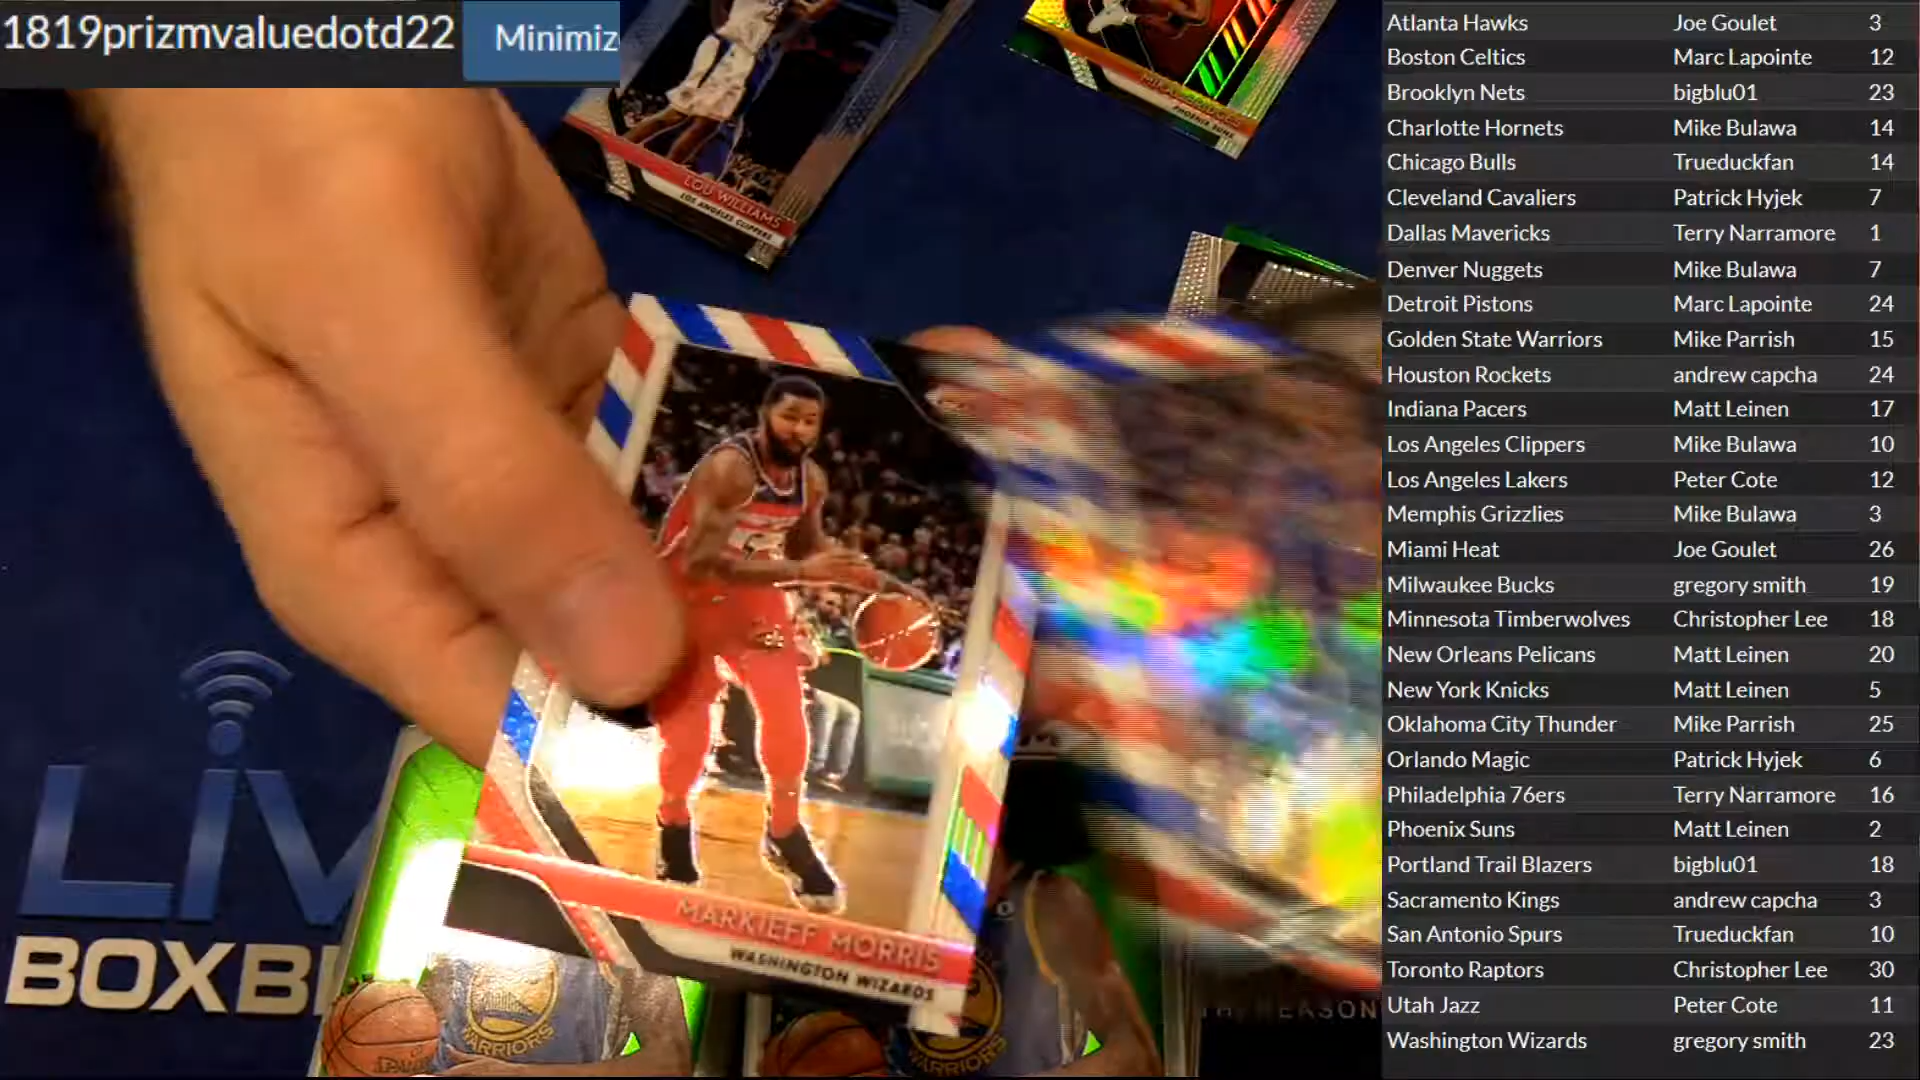 1819prizmvaluedotd22
Minimiz
LOU WILLIAMS
LOS ANGELES CLIPPERS
PHOENIX SUNS
MARKIEFF MORRIS
WASHINGTON WIZARDS
LIV
BOXB
WARRIORS
WARRIORS
REASON
Atlanta Hawks Joe Goulet 3
Boston Celtics Marc Lapointe 12
Brooklyn Nets bigblu01 23
Charlotte Hornets Mike Bulawa 14
Chicago Bulls Trueduckfan 14
Cleveland Cavaliers Patrick Hyjek 7
Dallas Mavericks Terry Narramore 1
Denver Nuggets Mike Bulawa 7
Detroit Pistons Marc Lapointe 24
Golden State Warriors Mike Parrish 15
Houston Rockets andrew capcha 24
Indiana Pacers Matt Leinen 17
Los Angeles Clippers Mike Bulawa 10
Los Angeles Lakers Peter Cote 12
Memphis Grizzlies Mike Bulawa 3
Miami Heat Joe Goulet 26
Milwaukee Bucks gregory smith 19
Minnesota Timberwolves Christopher Lee 18
New Orleans Pelicans Matt Leinen 20
New York Knicks Matt Leinen 5
Oklahoma City Thunder Mike Parrish 25
Orlando Magic Patrick Hyjek 6
Philadelphia 76ers Terry Narramore 16
Phoenix Suns Matt Leinen 2
Portland Trail Blazers bigblu01 18
Sacramento Kings andrew capcha 3
San Antonio Spurs Trueduckfan 10
Toronto Raptors Christopher Lee 30
Utah Jazz Peter Cote 11
Washington Wizards gregory smith 23